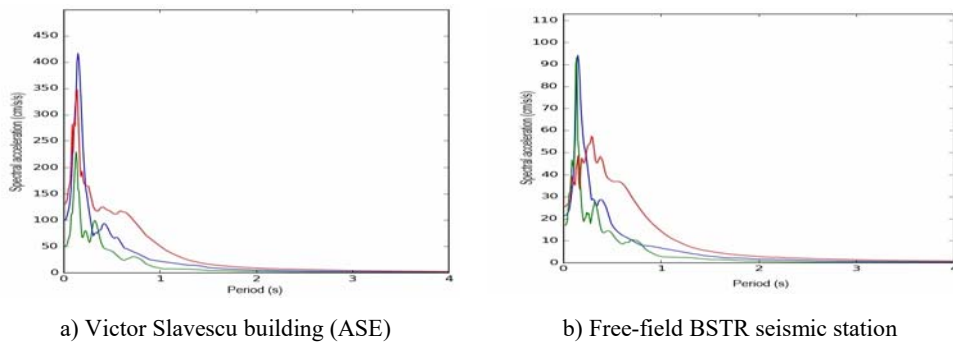 450
400
350
300
250
200
150
100
50
0
Spectral acceleration (cm/s/s)
0 1 2 3 4
Period (s)
110
100
90
80
70
60
50
40
30
20
10
0
Spectral acceleration (cm/s/s)
0 1 2 3 4
Period (s)
a) Victor Slavescu building (ASE)
b) Free-field BSTR seismic station